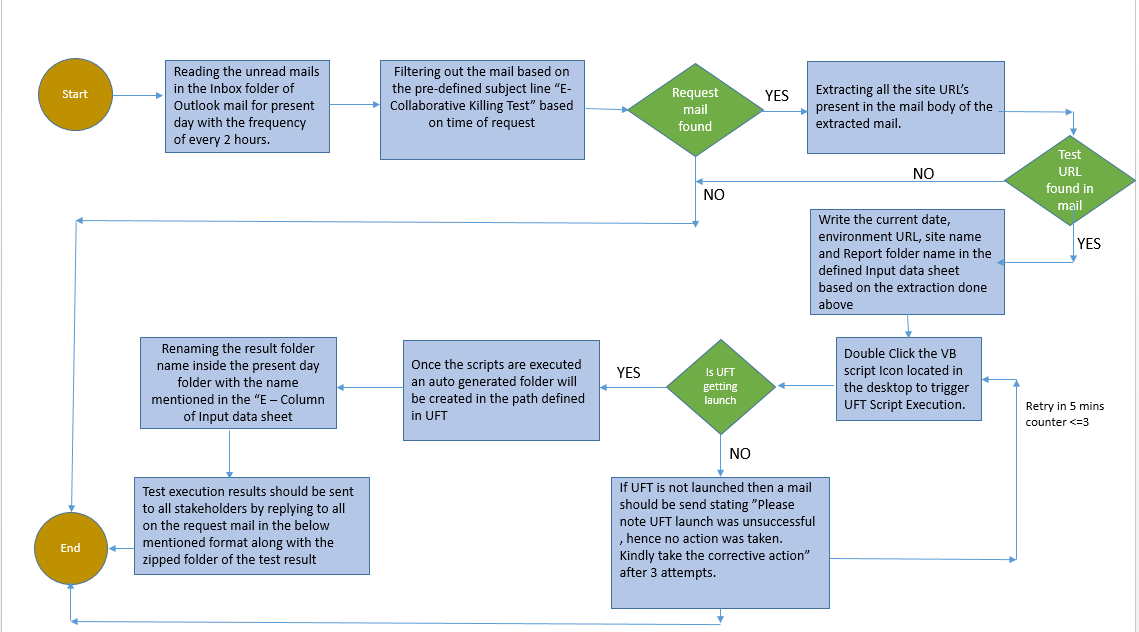 Start
Reading the unread mails
in the Inbox folder of
Outlook mail for present
day with the frequency
of every 2 hours.
Filtering out the mail based on
the pre-defined subject line “E-
Collaborative Killing Test” based
on time of request
Request
mail
found
YES
Extracting all the site URL’s
present in the mail body of the
extracted mail.
Test
URL
found in
mail
NO
NO
YES
Write the current date,
environment URL, site name
and Report folder name in the
defined Input data sheet
based on the extraction done
above
Double Click the VB
script Icon located in
the desktop to trigger
UFT Script Execution.
Retry in 5 mins
counter <=3
Is UFT
getting
launch
YES
NO
Once the scripts are executed
an auto generated folder will
be created in the path defined
in UFT
Renaming the result folder
name inside the present day
folder with the name
mentioned in the “E – Column
of Input data sheet
Test execution results should be sent
to all stakeholders by replying to all
on the request mail in the below
mentioned format along with the
zipped folder of the test result
If UFT is not launched then a mail
should be send stating ”Please
note UFT launch was unsuccessful
, hence no action was taken.
Kindly take the corrective action”
after 3 attempts.
End